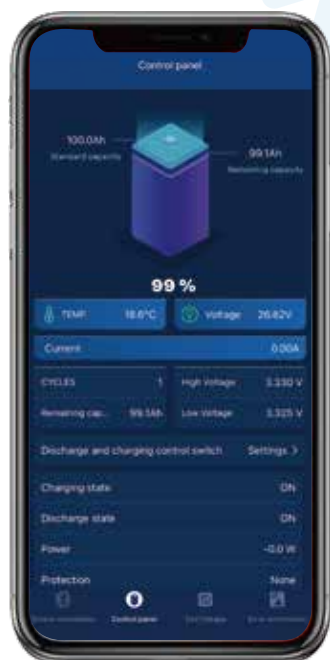 Control panel
100.0Ah
Standard capacity
99.1Ah
Remaining capacity
99 %
TEMP 18.6°C
Voltage 26.62V
Current 0.00A
CYCLES 1
High Voltage 3.330 V
Remaining cap... 99.1Ah
Low Voltage 3.325 V
Discharge and charging control switch Settings >
Charging state ON
Discharge state ON
Power -0.0 W
Protection None
Control panel